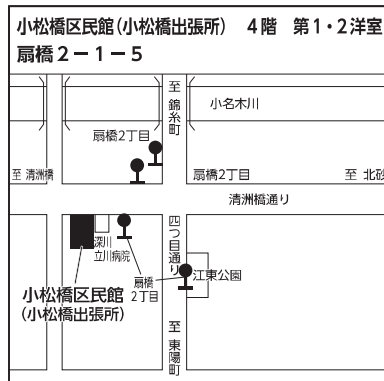 小松橋区民館(小松橋出張所) 4階 第1・2洋室
扇橋2-1-5
至 錦糸町
小名木川
扇橋2丁目
至 清洲橋
扇橋2丁目
至 北砂
清洲橋通り
深川
立川病院
四つ目通り
扇橋
2丁目
江東公園
小松橋区民館
(小松橋出張所)
至 東陽町